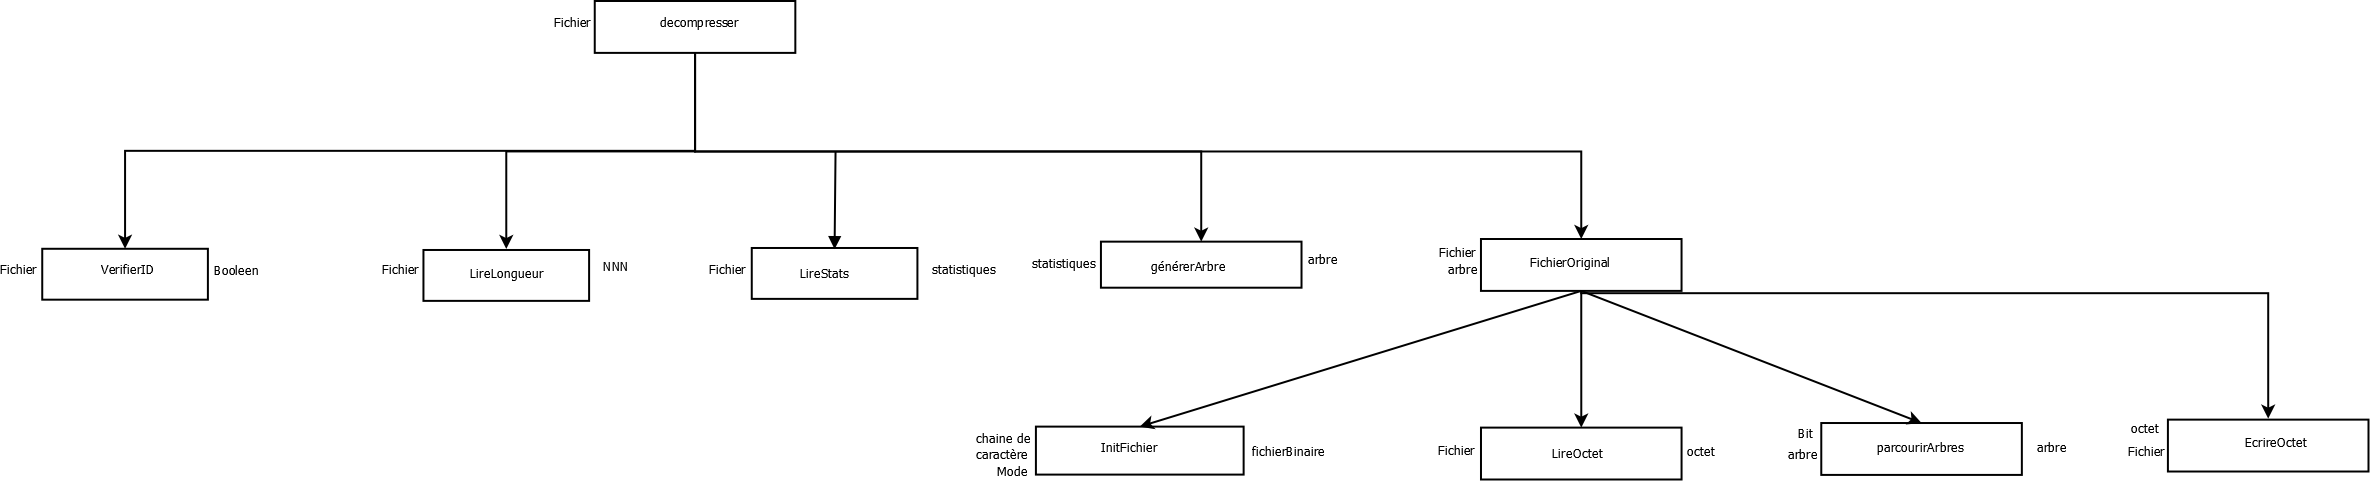 Fichier decompresser
Fichier VerifierID Booleen
Fichier LireLongueur NNN
Fichier LireStats statistiques
statistiques générerArbre arbre
Fichier
arbre
FichierOriginal
chaine de
caractère
Mode
InitFichier
fichierBinaire
Fichier LireOctet octet
Bit
arbre
parcourirArbres
arbre
octet
Fichier
EcrireOctet